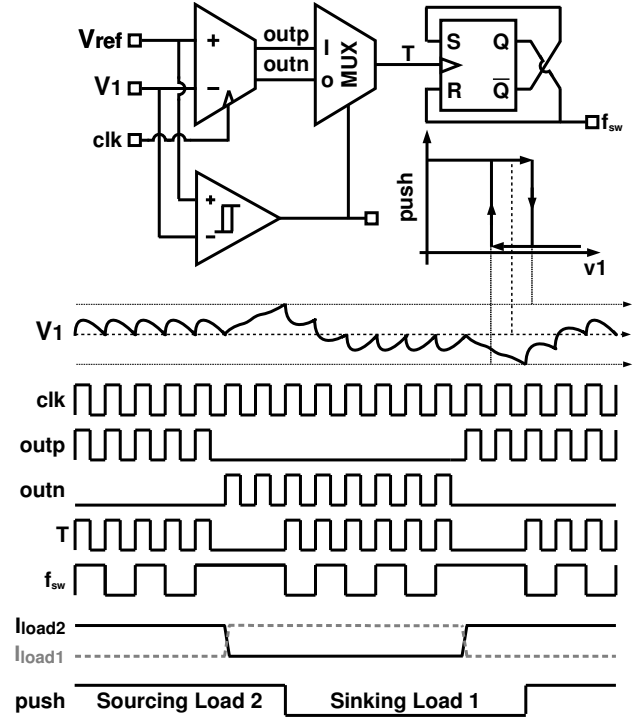 Vref
+
outp
I
MUX
T
S
Q
V1
−
outn
o
R
Q̅
clk
fsw
+
−
push
v1
V1
clk
outp
outn
T
fsw
Iload2
Iload1
push
Sourcing Load 2
Sinking Load 1